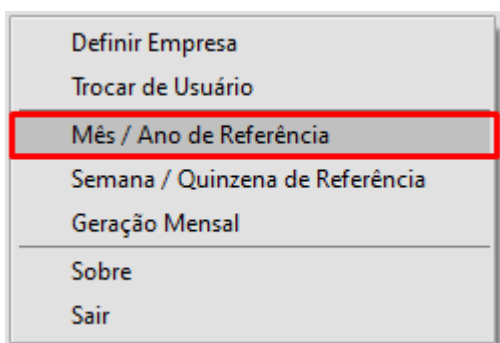 Definir Empresa
Trocar de Usuário
Mês / Ano de Referência
Semana / Quinzena de Referência
Geração Mensal
Sobre
Sair